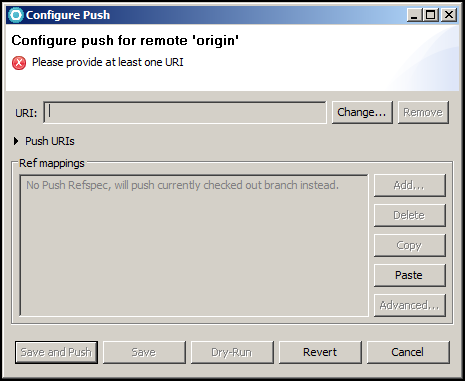 Configure Push
Configure push for remote 'origin'
Please provide at least one URI
URI:
Change...
Remove
Push URIs
Ref mappings
No Push Refspec, will push currently checked out branch instead.
Add...
Delete
Copy
Paste
Advanced...
Save and Push
Save
Dry-Run
Revert
Cancel